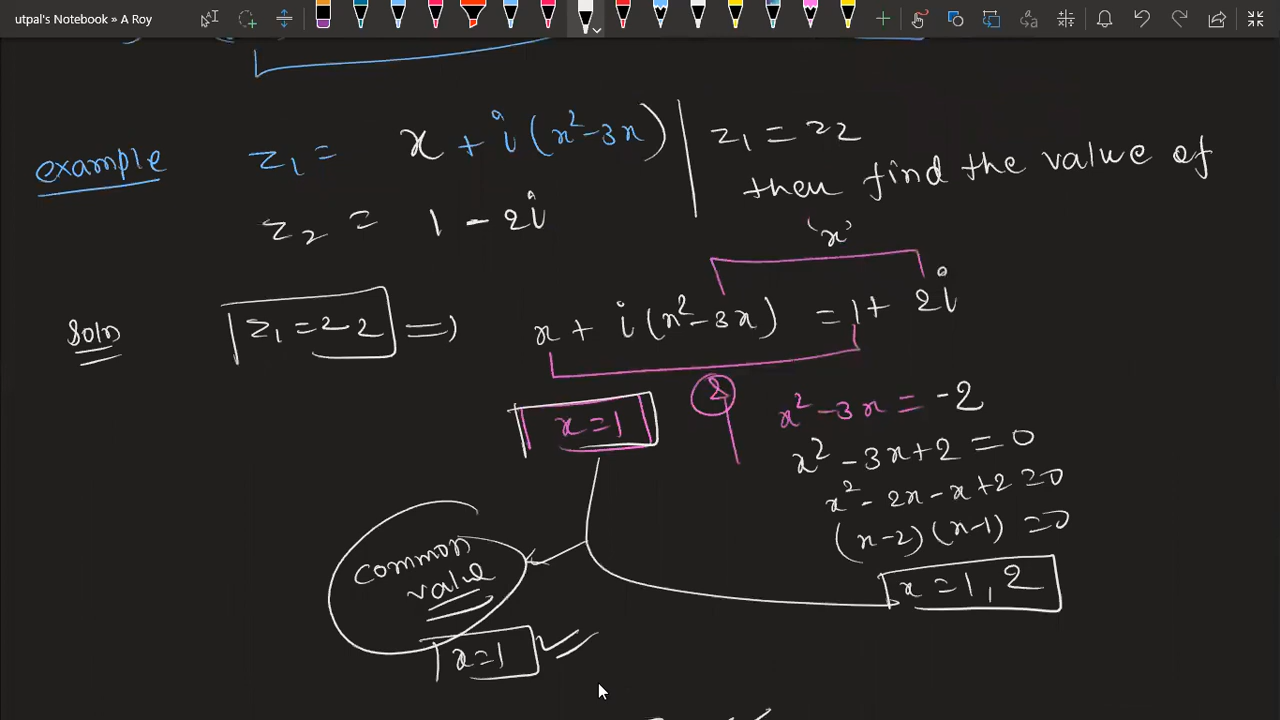 utpal's Notebook » A Roy
example z₁ = x + i(x²-3x) | z₁ = z2
then find the value of
z₂ = 1 - 2i 'x'
Soln z₁ = z2 ⇒ x + i(x²-3x) = 1 + 2i
x=1 2 x²-3x = -2
x² - 3x + 2 = 0
x² - 2x - x + 2 = 0
(x-2)(x-1) = 0
common
value
x = 1, 2
x=1